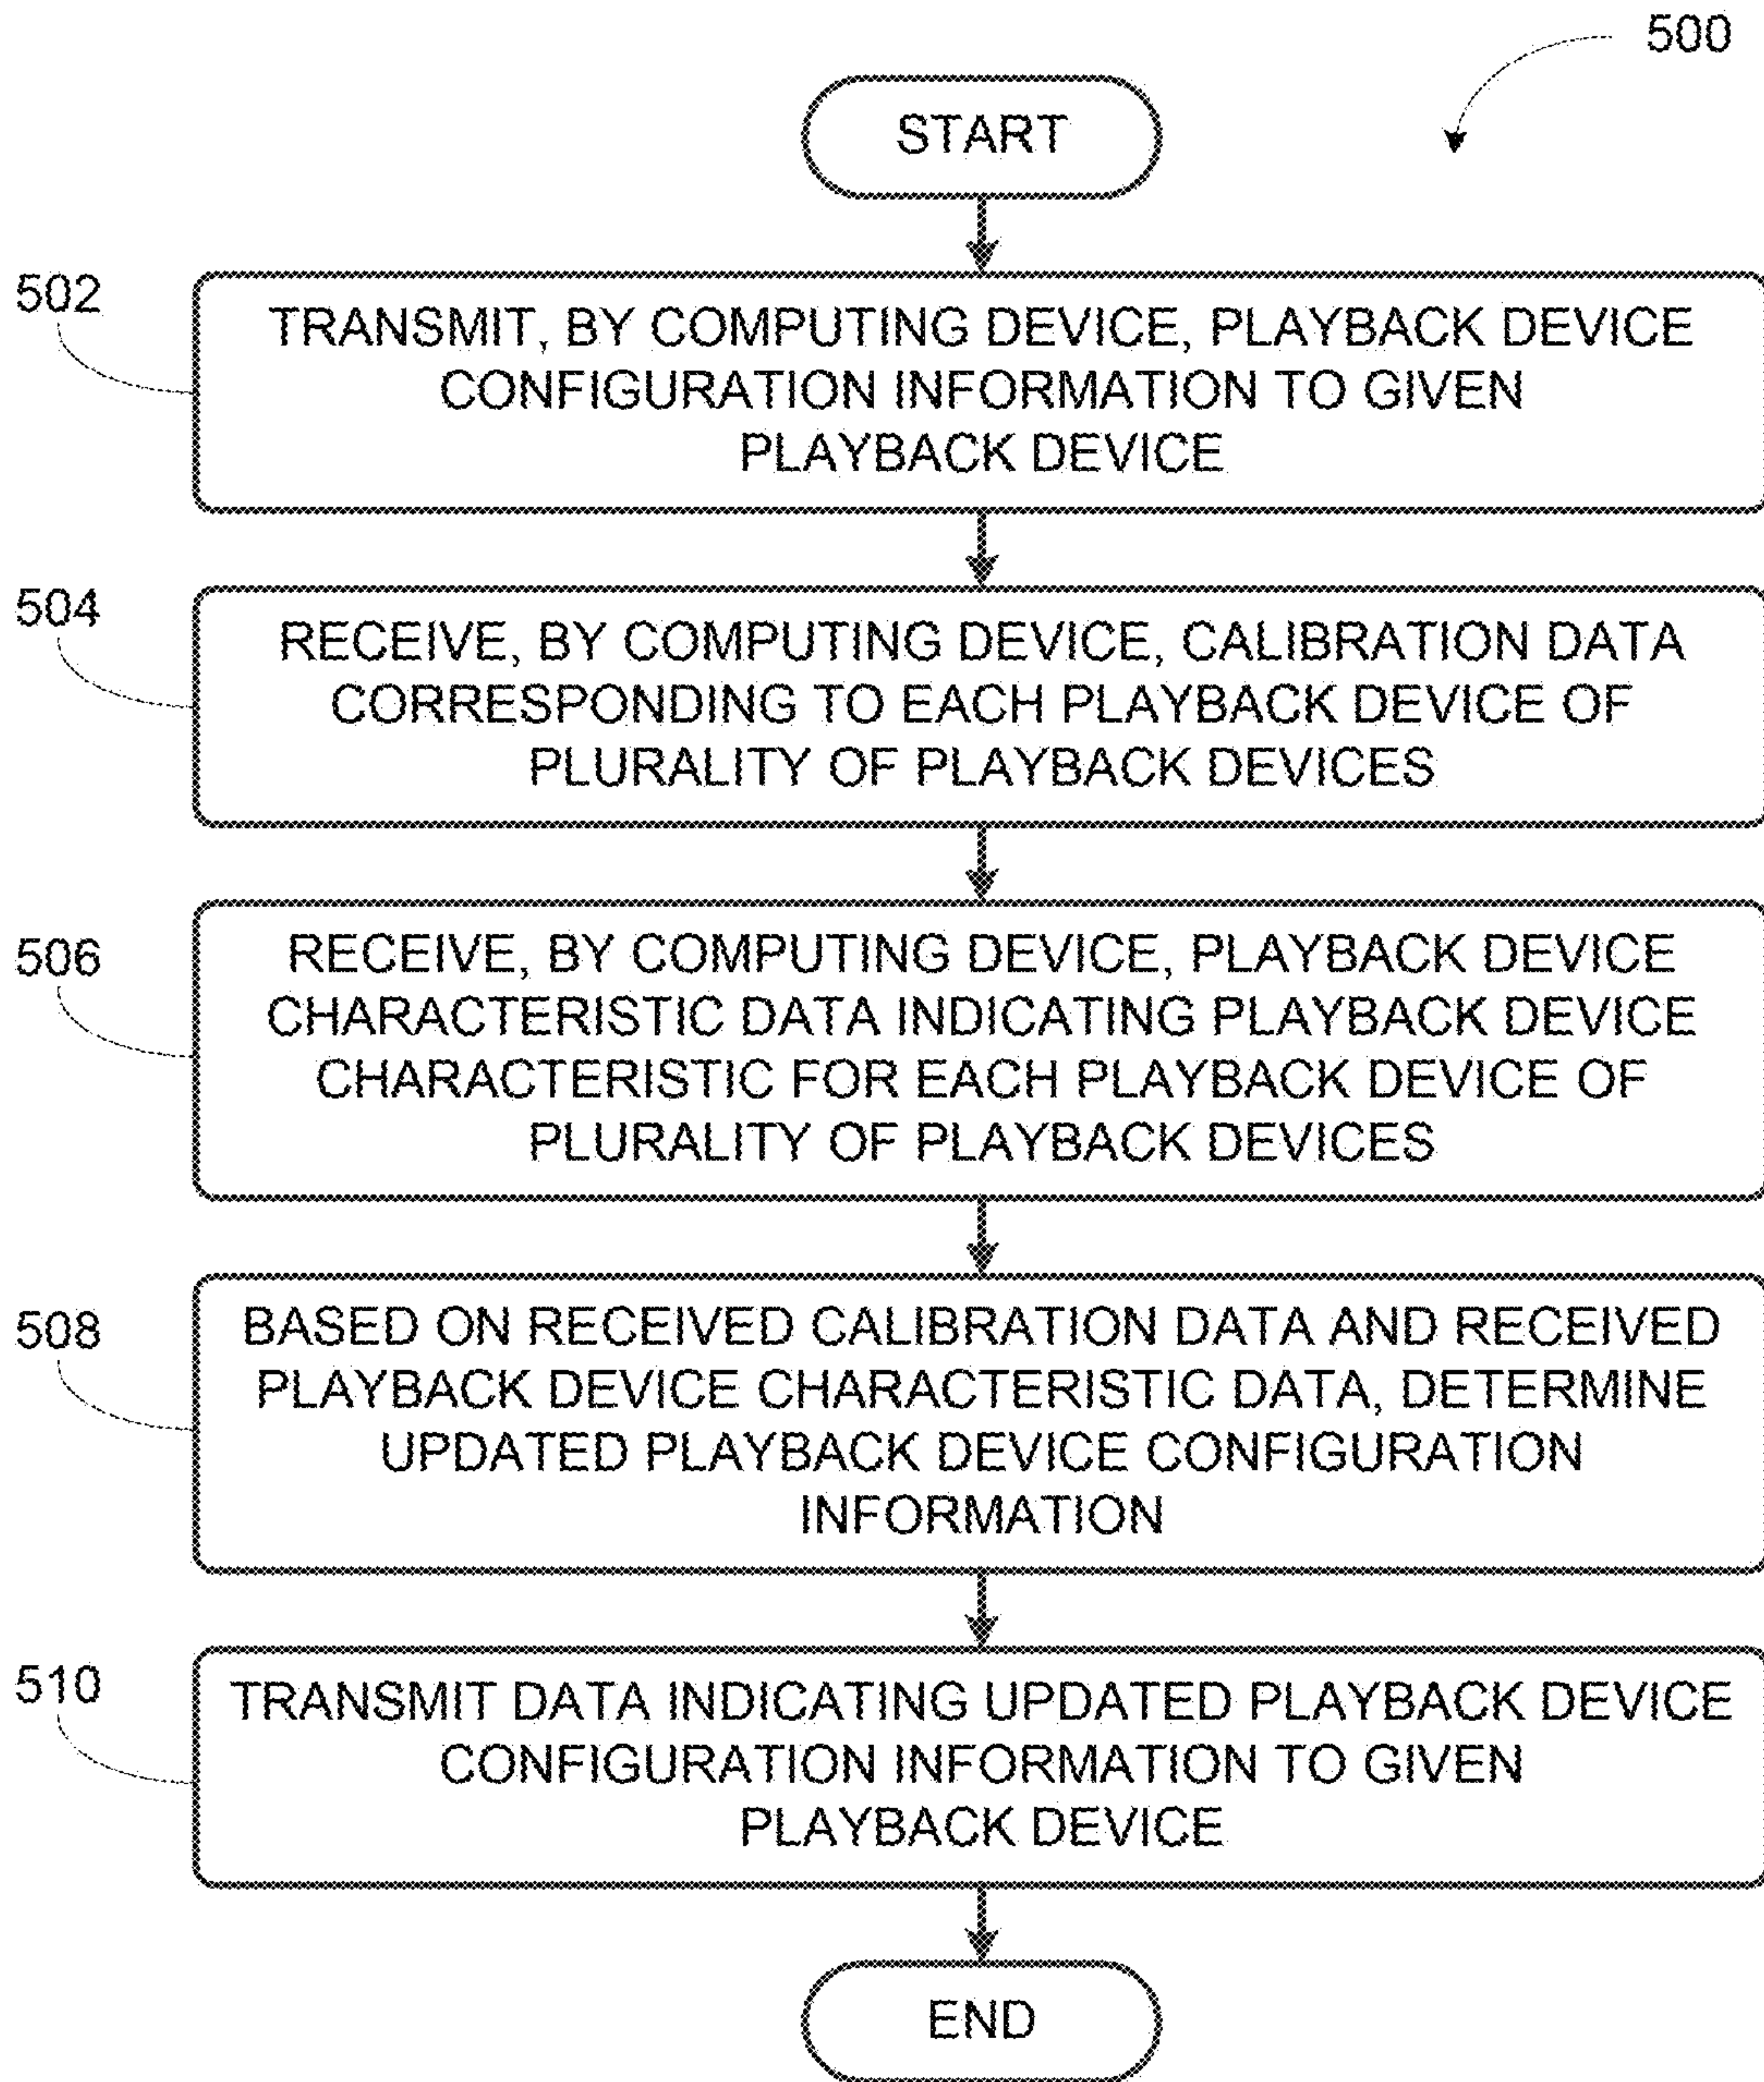 500
START
502
TRANSMIT, BY COMPUTING DEVICE, PLAYBACK DEVICE
CONFIGURATION INFORMATION TO GIVEN
PLAYBACK DEVICE
504
RECEIVE, BY COMPUTING DEVICE, CALIBRATION DATA
CORRESPONDING TO EACH PLAYBACK DEVICE OF
PLURALITY OF PLAYBACK DEVICES
506
RECEIVE, BY COMPUTING DEVICE, PLAYBACK DEVICE
CHARACTERISTIC DATA INDICATING PLAYBACK DEVICE
CHARACTERISTIC FOR EACH PLAYBACK DEVICE OF
PLURALITY OF PLAYBACK DEVICES
508
BASED ON RECEIVED CALIBRATION DATA AND RECEIVED
PLAYBACK DEVICE CHARACTERISTIC DATA, DETERMINE
UPDATED PLAYBACK DEVICE CONFIGURATION
INFORMATION
510
TRANSMIT DATA INDICATING UPDATED PLAYBACK DEVICE
CONFIGURATION INFORMATION TO GIVEN
PLAYBACK DEVICE
END